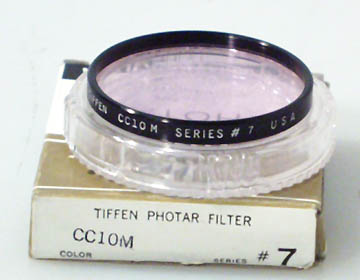 TIFFEN CC10M SERIES # 7 USA
TIFFEN PHOTAR FILTER
CC10M
COLOR SERIES # 7